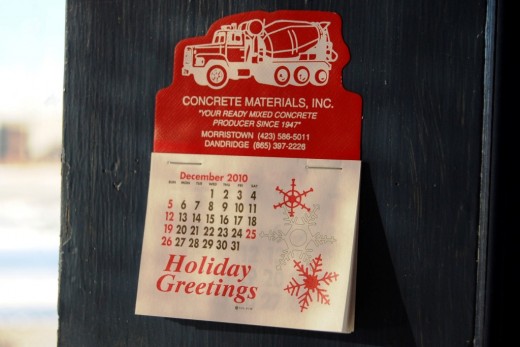 CONCRETE MATERIALS, INC.
"YOUR READY MIXED CONCRETE
PRODUCER SINCE 1947"
MORRISTOWN (423) 586-5011
DANDRIDGE (865) 397-2226
December 2010
SUN MON TUE WED THU FRI SAT
1 2 3 4
5 6 7 8 9 10 11
12 13 14 15 16 17 18
19 20 21 22 23 24 25
26 27 28 29 30 31
Holiday
Greetings